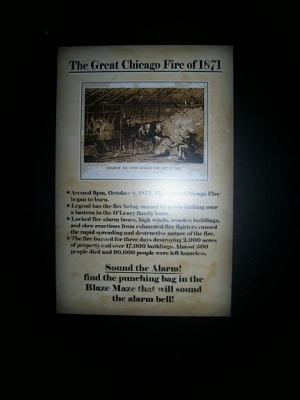 The Great Chicago Fire of 1871
Around 9pm, October 8, 1871, The Great Chicago Fire
began to burn.
Legend has the fire being caused by a cow kicking over
a lantern in the O'Leary family barn.
Locked fire alarm boxes, high winds, wooden buildings,
and slow reactions from exhausted fire fighters caused
the rapid spreading and destructive nature of the fire.
The fire burned for three days destroying 2,000 acres
of property and over 17,000 buildings. Almost 300
people died and 90,000 people were left homeless.
Sound the Alarm!
find the punching bag in the
Blaze Maze that will sound
the alarm bell!